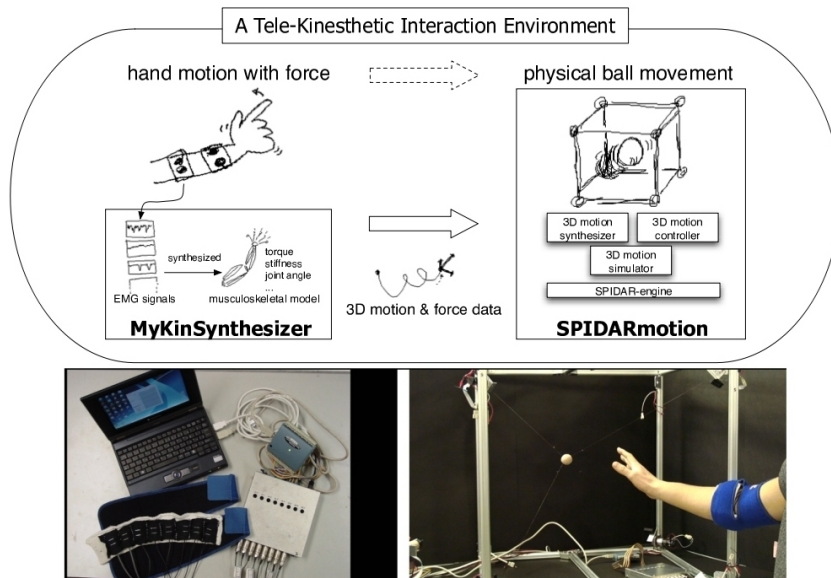 A Tele-Kinesthetic Interaction Environment
hand motion with force
physical ball movement
3D motion
synthesizer
3D motion
controller
3D motion
simulator
SPIDAR-engine
synthesized
torque
stiffness
joint angle
...
EMG signals
musculoskeletal model
3D motion & force data
MyKinSynthesizer
SPIDARmotion